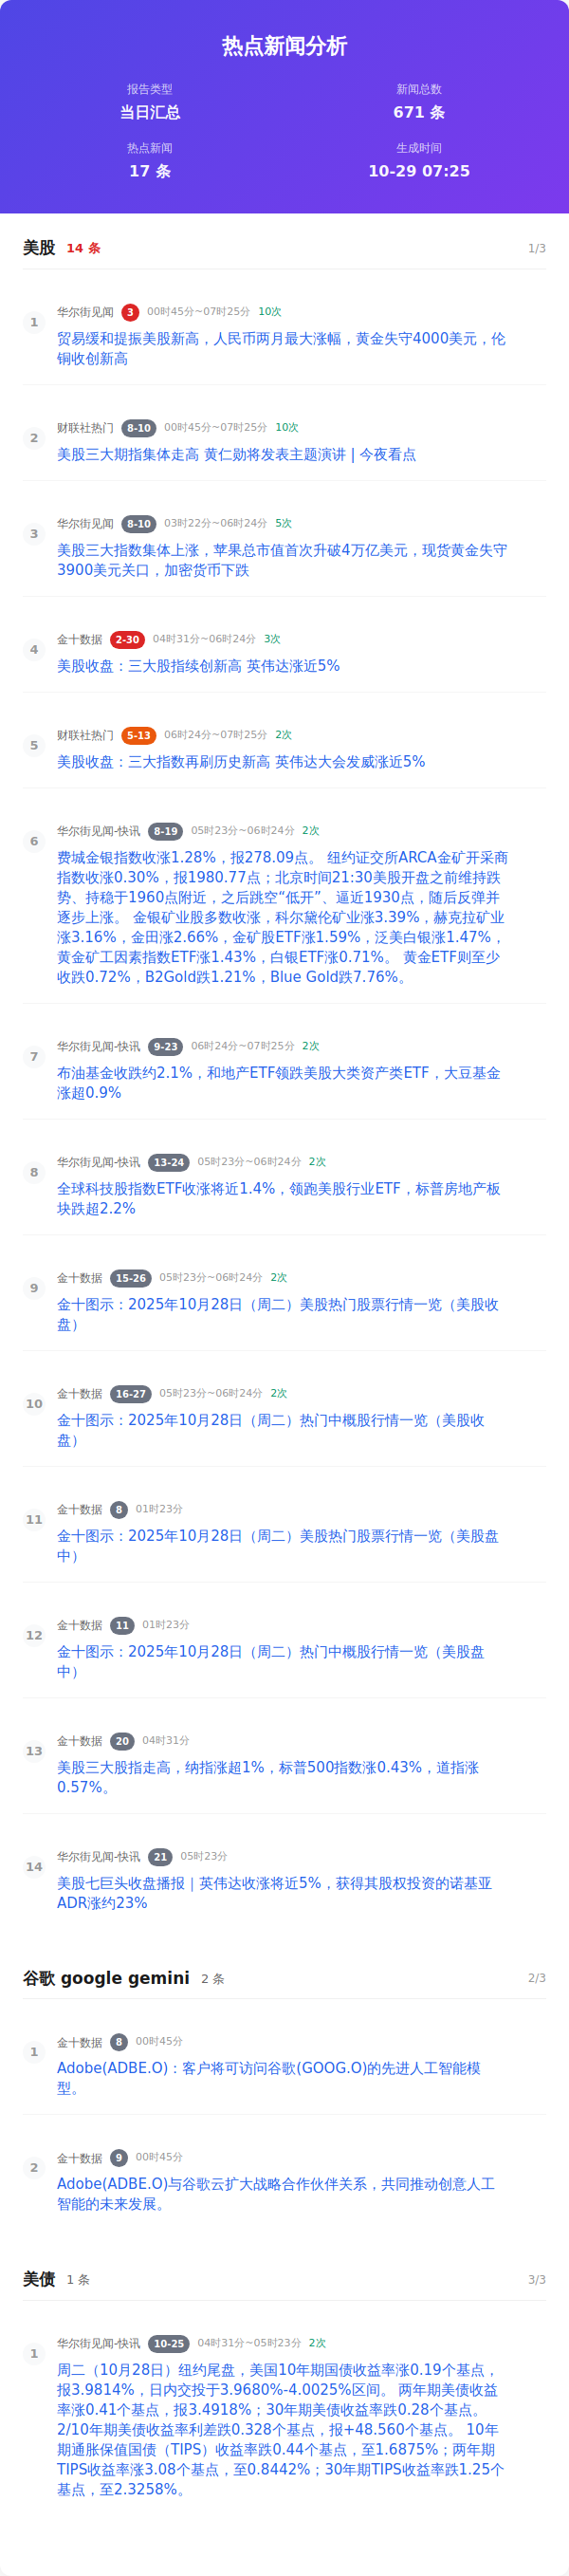 热点新闻分析
报告类型
当日汇总
新闻总数
671 条
热点新闻
17 条
生成时间
10-29 07:25
美股 14 条 1/3
1
华尔街见闻 3 00时45分~07时25分 10次
贸易缓和提振美股新高，人民币两月最大涨幅，黄金失守4000美元，伦
铜收创新高
2
财联社热门 8-10 00时45分~07时25分 10次
美股三大期指集体走高 黄仁勋将发表主题演讲 | 今夜看点
3
华尔街见闻 8-10 03时22分~06时24分 5次
美股三大指数集体上涨，苹果总市值首次升破4万亿美元，现货黄金失守
3900美元关口，加密货币下跌
4
金十数据 2-30 04时31分~06时24分 3次
美股收盘：三大股指续创新高 英伟达涨近5%
5
财联社热门 5-13 06时24分~07时25分 2次
美股收盘：三大指数再刷历史新高 英伟达大会发威涨近5%
6
华尔街见闻-快讯 8-19 05时23分~06时24分 2次
费城金银指数收涨1.28%，报278.09点。 纽约证交所ARCA金矿开采商
指数收涨0.30%，报1980.77点；北京时间21:30美股开盘之前维持跌
势、持稳于1960点附近，之后跳空“低开”、逼近1930点，随后反弹并
逐步上涨。 金银矿业股多数收涨，科尔黛伦矿业涨3.39%，赫克拉矿业
涨3.16%，金田涨2.66%，金矿股ETF涨1.59%，泛美白银涨1.47%，
黄金矿工因素指数ETF涨1.43%，白银ETF涨0.71%。 黄金ETF则至少
收跌0.72%，B2Gold跌1.21%，Blue Gold跌7.76%。
7
华尔街见闻-快讯 9-23 06时24分~07时25分 2次
布油基金收跌约2.1%，和地产ETF领跌美股大类资产类ETF，大豆基金
涨超0.9%
8
华尔街见闻-快讯 13-24 05时23分~06时24分 2次
全球科技股指数ETF收涨将近1.4%，领跑美股行业ETF，标普房地产板
块跌超2.2%
9
金十数据 15-26 05时23分~06时24分 2次
金十图示：2025年10月28日（周二）美股热门股票行情一览（美股收
盘）
10
金十数据 16-27 05时23分~06时24分 2次
金十图示：2025年10月28日（周二）热门中概股行情一览（美股收
盘）
11
金十数据 8 01时23分
金十图示：2025年10月28日（周二）美股热门股票行情一览（美股盘
中）
12
金十数据 11 01时23分
金十图示：2025年10月28日（周二）热门中概股行情一览（美股盘
中）
13
金十数据 20 04时31分
美股三大股指走高，纳指涨超1%，标普500指数涨0.43%，道指涨
0.57%。
14
华尔街见闻-快讯 21 05时23分
美股七巨头收盘播报｜英伟达收涨将近5%，获得其股权投资的诺基亚
ADR涨约23%
谷歌 google gemini 2 条 2/3
1
金十数据 8 00时45分
Adobe(ADBE.O)：客户将可访问谷歌(GOOG.O)的先进人工智能模
型。
2
金十数据 9 00时45分
Adobe(ADBE.O)与谷歌云扩大战略合作伙伴关系，共同推动创意人工
智能的未来发展。
美债 1 条 3/3
1
华尔街见闻-快讯 10-25 04时31分~05时23分 2次
周二（10月28日）纽约尾盘，美国10年期国债收益率涨0.19个基点，
报3.9814%，日内交投于3.9680%-4.0025%区间。 两年期美债收益
率涨0.41个基点，报3.4918%；30年期美债收益率跌0.28个基点。
2/10年期美债收益率利差跌0.328个基点，报+48.560个基点。 10年
期通胀保值国债（TIPS）收益率跌0.44个基点，至1.6875%；两年期
TIPS收益率涨3.08个基点，至0.8442%；30年期TIPS收益率跌1.25个
基点，至2.3258%。